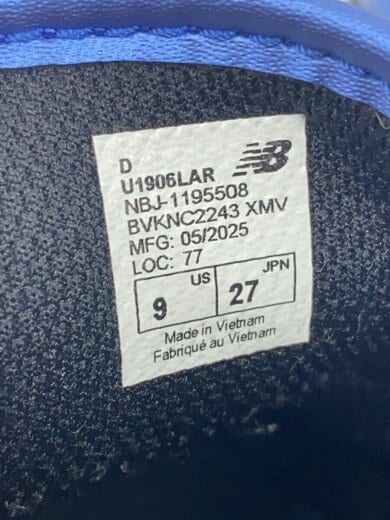 D
NB
U1906LAR
NBJ-1195508
BVKNC2243 XMV
MFG: 05/2025
LOC: 77
9 US 27 JPN
Made in Vietnam
Fabriqué au Vietnam